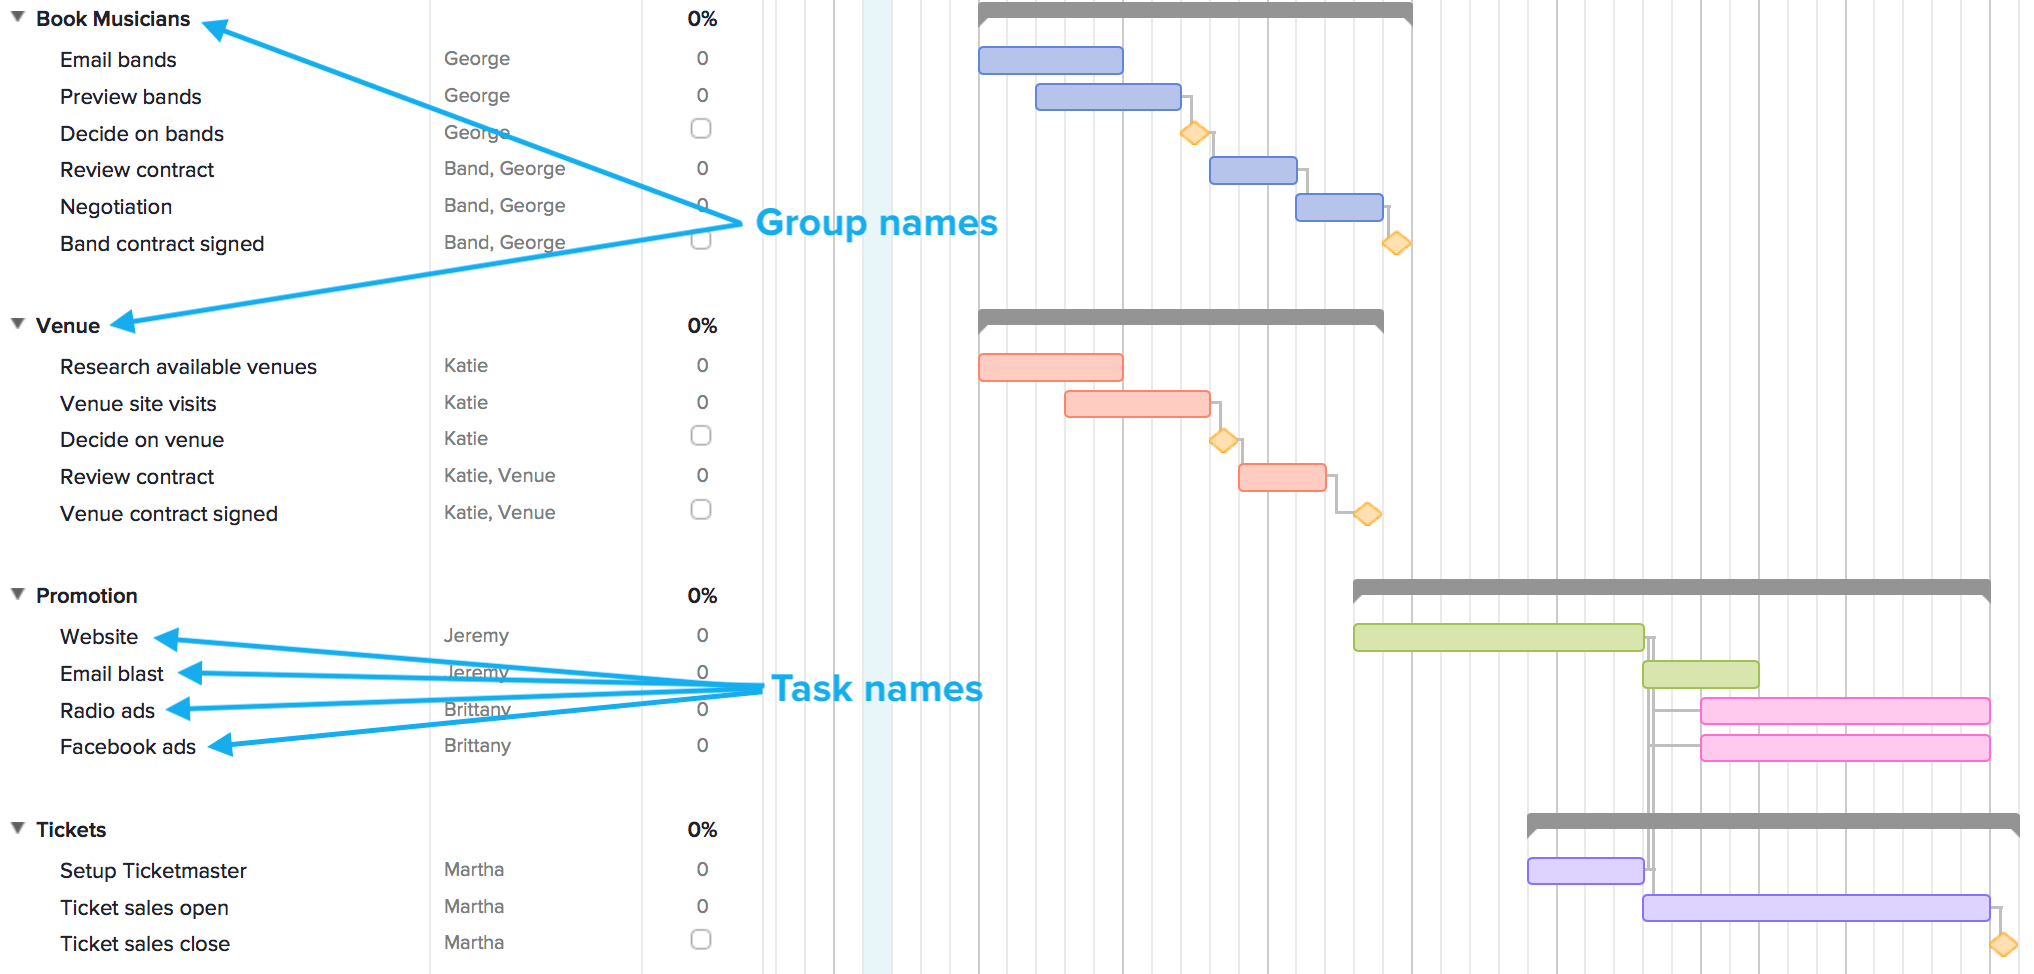 Book Musicians 0%
Email bands George 0
Preview bands George 0
Decide on bands George
Review contract Band, George 0
Negotiation Band, George 0
Group names
Band contract signed Band, George
Venue 0%
Research available venues Katie 0
Venue site visits Katie 0
Decide on venue Katie
Review contract Katie, Venue 0
Venue contract signed Katie, Venue
Promotion 0%
Website Jeremy 0
Email blast Jeremy 0
Task names
Radio ads Brittany 0
Facebook ads Brittany 0
Tickets 0%
Setup Ticketmaster Martha 0
Ticket sales open Martha 0
Ticket sales close Martha